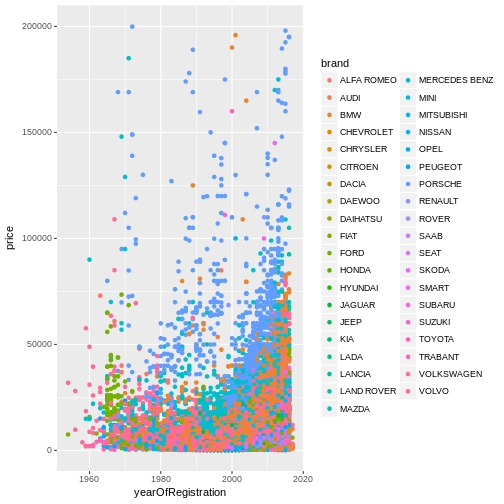 200000
150000
100000
50000
0
price
1960
1980
2000
2020
yearOfRegistration
brand
ALFA ROMEO
AUDI
BMW
CHEVROLET
CHRYSLER
CITROEN
DACIA
DAEWOO
DAIHATSU
FIAT
FORD
HONDA
HYUNDAI
JAGUAR
JEEP
KIA
LADA
LANCIA
LAND ROVER
MAZDA
MERCEDES BENZ
MINI
MITSUBISHI
NISSAN
OPEL
PEUGEOT
PORSCHE
RENAULT
ROVER
SAAB
SEAT
SKODA
SMART
SUBARU
SUZUKI
TOYOTA
TRABANT
VOLKSWAGEN
VOLVO